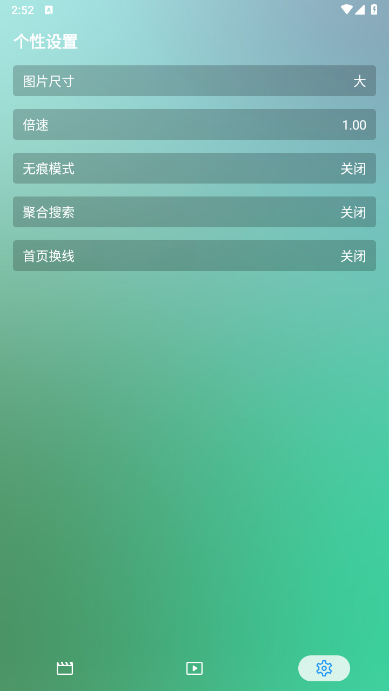 2:52
个性设置
图片尺寸 大
倍速 1.00
无痕模式 关闭
聚合搜索 关闭
首页换线 关闭